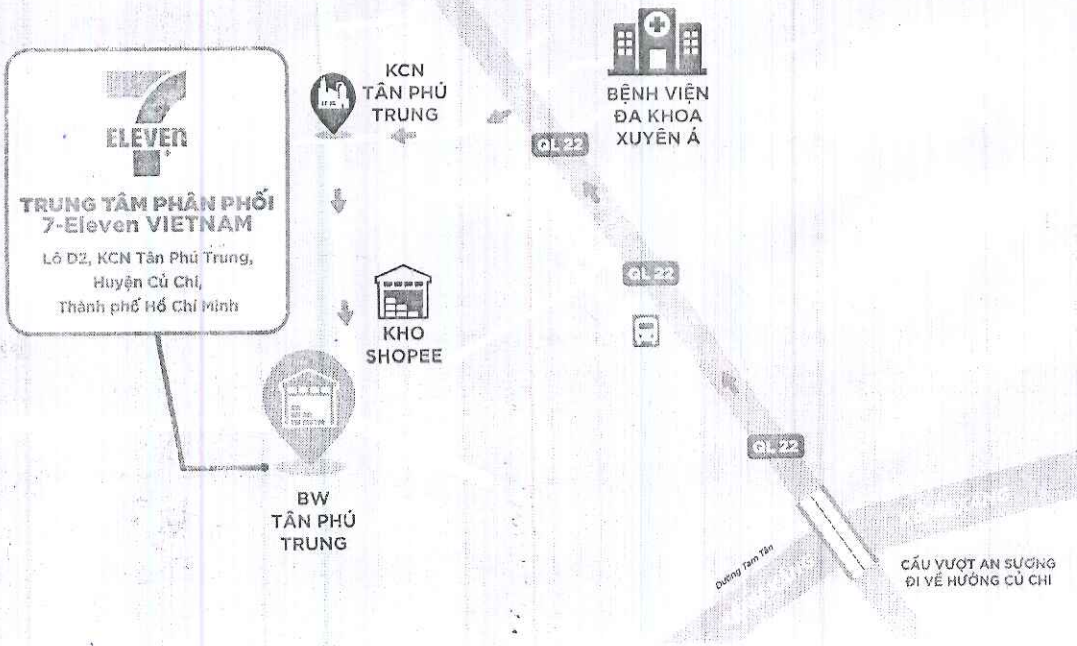 7
ELEVEN
TRUNG TÂM PHÂN PHỐI
7-Eleven VIETNAM
Lô D2, KCN Tân Phú Trung,
Huyện Củ Chi,
Thành phố Hồ Chí Minh
KCN
TÂN PHÚ
TRUNG
BỆNH VIỆN
ĐA KHOA
XUYÊN Á
QL 22
QL 22
KHO
SHOPEE
QL 22
BW
TÂN PHÚ
TRUNG
Đường Tam Tân
CẦU VƯỢT AN SƯƠNG
ĐI VỀ HƯỚNG CỦ CHI